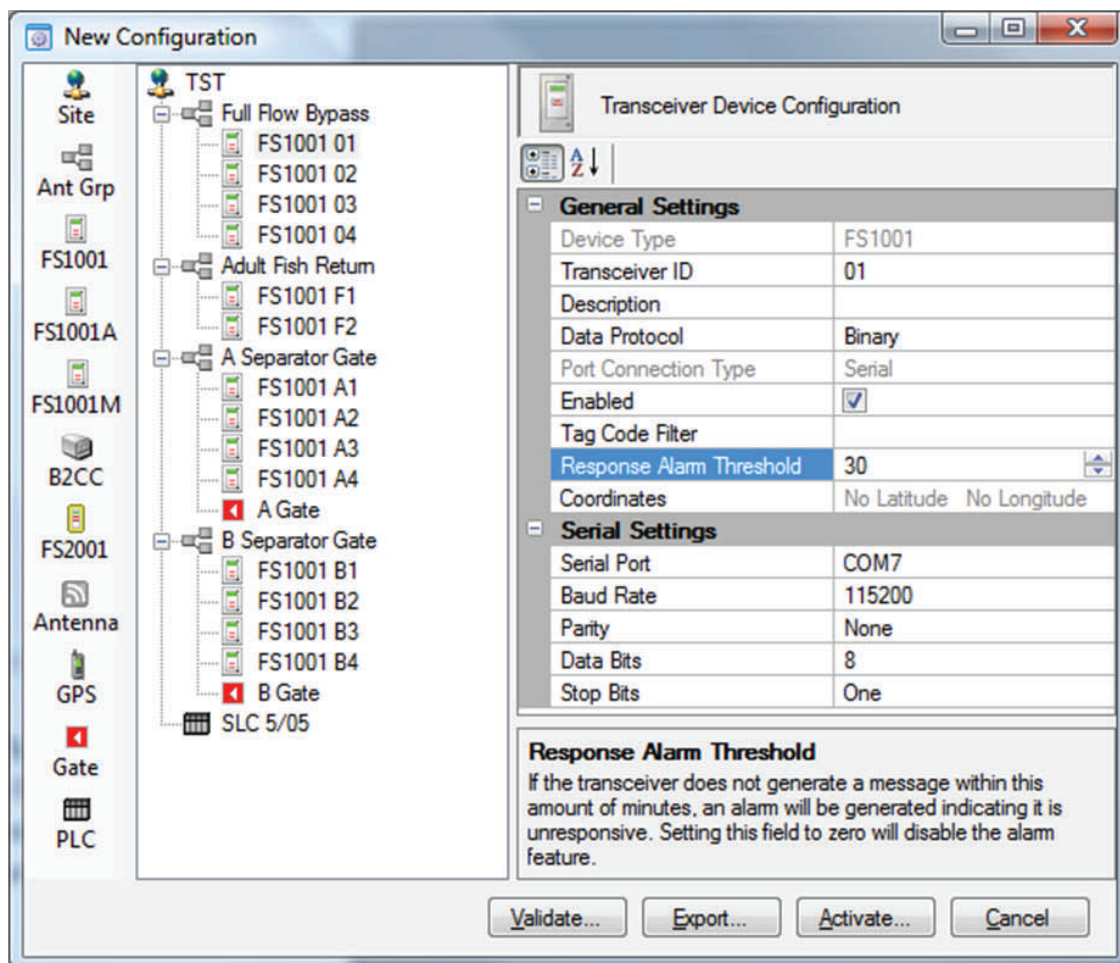 New Configuration
Site
Ant Grp
FS1001
FS1001A
FS1001M
B2CC
FS2001
Antenna
GPS
Gate
PLC
TST
Full Flow Bypass
FS1001 01
FS1001 02
FS1001 03
FS1001 04
Adult Fish Return
FS1001 F1
FS1001 F2
A Separator Gate
FS1001 A1
FS1001 A2
FS1001 A3
FS1001 A4
A Gate
B Separator Gate
FS1001 B1
FS1001 B2
FS1001 B3
FS1001 B4
B Gate
SLC 5/05
Transceiver Device Configuration
General Settings
Device Type FS1001
Transceiver ID 01
Description
Data Protocol Binary
Port Connection Type Serial
Enabled
Tag Code Filter
Response Alarm Threshold 30
Coordinates No Latitude No Longitude
Serial Settings
Serial Port COM7
Baud Rate 115200
Parity None
Data Bits 8
Stop Bits One
Response Alarm Threshold
If the transceiver does not generate a message within this
amount of minutes, an alarm will be generated indicating it is
unresponsive. Setting this field to zero will disable the alarm
feature.
Validate... Export... Activate... Cancel